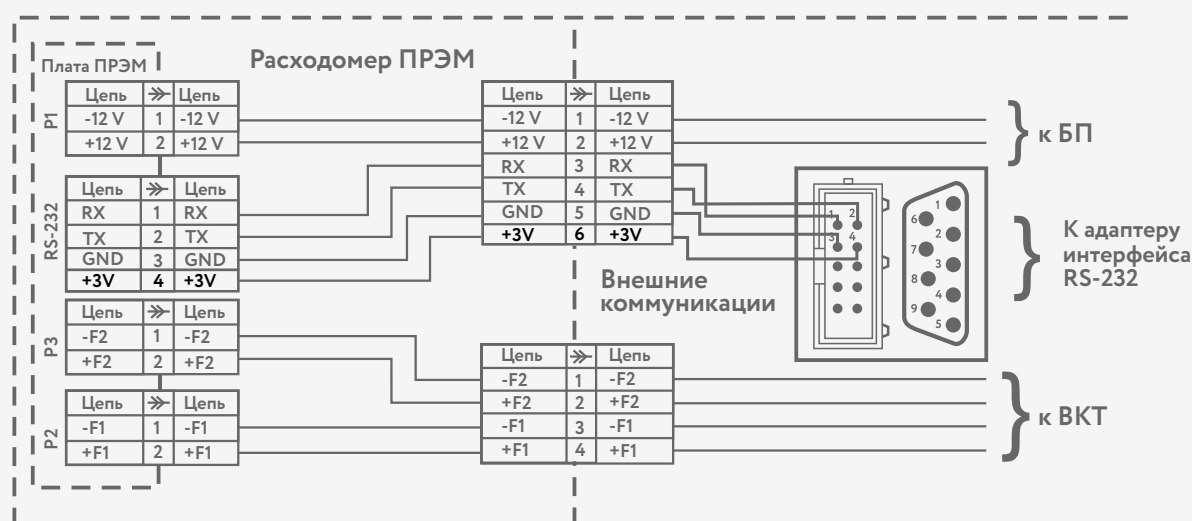 Расходомер ПРЭМ
Плата ПРЭМ
P1
Цепь Цепь
-12 V 1 -12 V
+12 V 2 +12 V
RS-232
Цепь Цепь
RX 1 RX
TX 2 TX
GND 3 GND
+3V 4 +3V
P3
Цепь Цепь
-F2 1 -F2
+F2 2 +F2
P2
Цепь Цепь
-F1 1 -F1
+F1 2 +F1
Цепь Цепь
-12 V 1 -12 V
+12 V 2 +12 V
RX 3 RX
TX 4 TX
GND 5 GND
+3V 6 +3V
Внешние
коммуникации
Цепь Цепь
-F2 1 -F2
+F2 2 +F2
-F1 3 -F1
+F1 4 +F1
к БП
1 2
3 4
1
6
2
7
3
8
4
9
5
К адаптеру
интерфейса
RS-232
к ВКТ